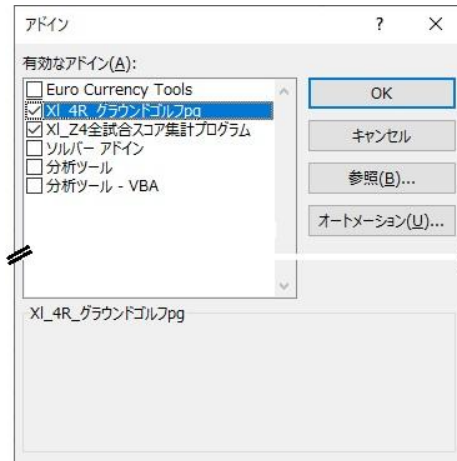 アドイン
? ×
有効なアドイン(A):
Euro Currency Tools
Xl_4R_グラウンドゴルフpg
Xl_Z4全試合スコア集計プログラム
ソルバー アドイン
分析ツール
分析ツール - VBA
OK
キャンセル
参照(B)...
オートメーション(U)...
Xl_4R_グラウンドゴルフpg